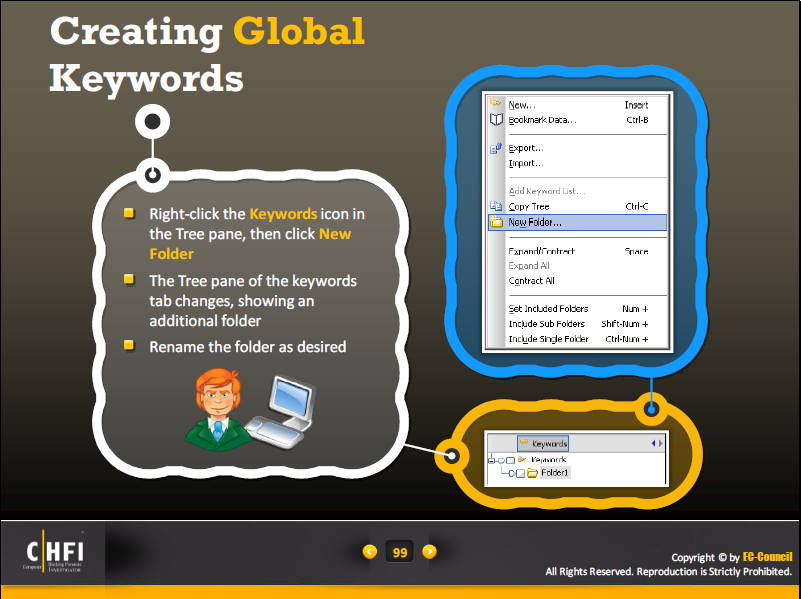 Creating Global
Keywords
Right-click the Keywords icon in
the Tree pane, then click New
Folder
The Tree pane of the keywords
tab changes, showing an
additional folder
Rename the folder as desired
New... Insert
Bookmark Data... Ctrl-B
Export...
Import...
Add Keyword List...
Copy Tree Ctrl-C
New Folder...
Expand/Contract Space
Expand All
Contract All
Set Included Folders Num +
Include Sub Folders Shift-Num +
Include Single Folder Ctrl-Num +
Keywords
Keywords
Folder1
CHFI
Computer Hacking Forensic
INVESTIGATOR
99
Copyright © by EC-Council
All Rights Reserved. Reproduction is Strictly Prohibited.